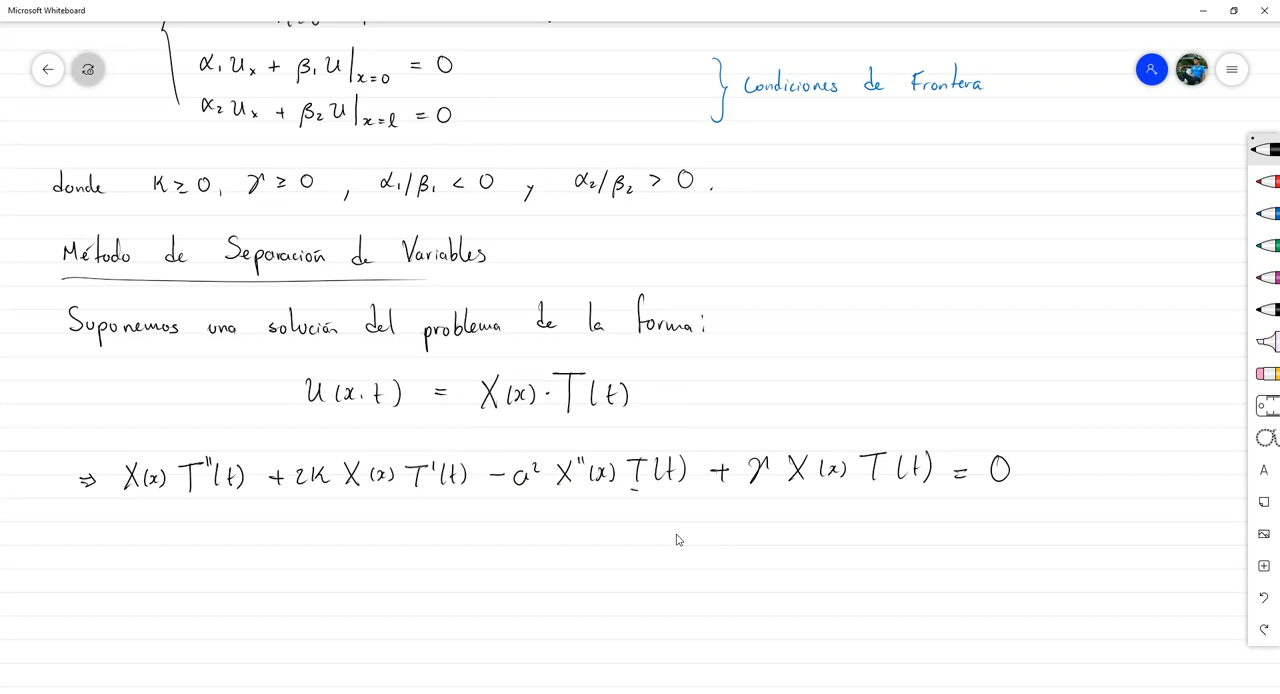 Microsoft Whiteboard
α₁ uₓ + β₁ u|ₓ₌₀ = 0
α₂ uₓ + β₂ u|ₓ₌ℓ = 0
} Condiciones de Frontera
donde K ≥ 0, γ ≥ 0, α₁/β₁ < 0 y α₂/β₂ > 0.
Método de Separación de Variables
Suponemos una solución del problema de la forma:
u(x,t) = X(x)·T(t)
⇒ X(x) T''(t) + 2K X(x) T'(t) − a² X''(x) T(t) + γ X(x) T(t) = 0
A